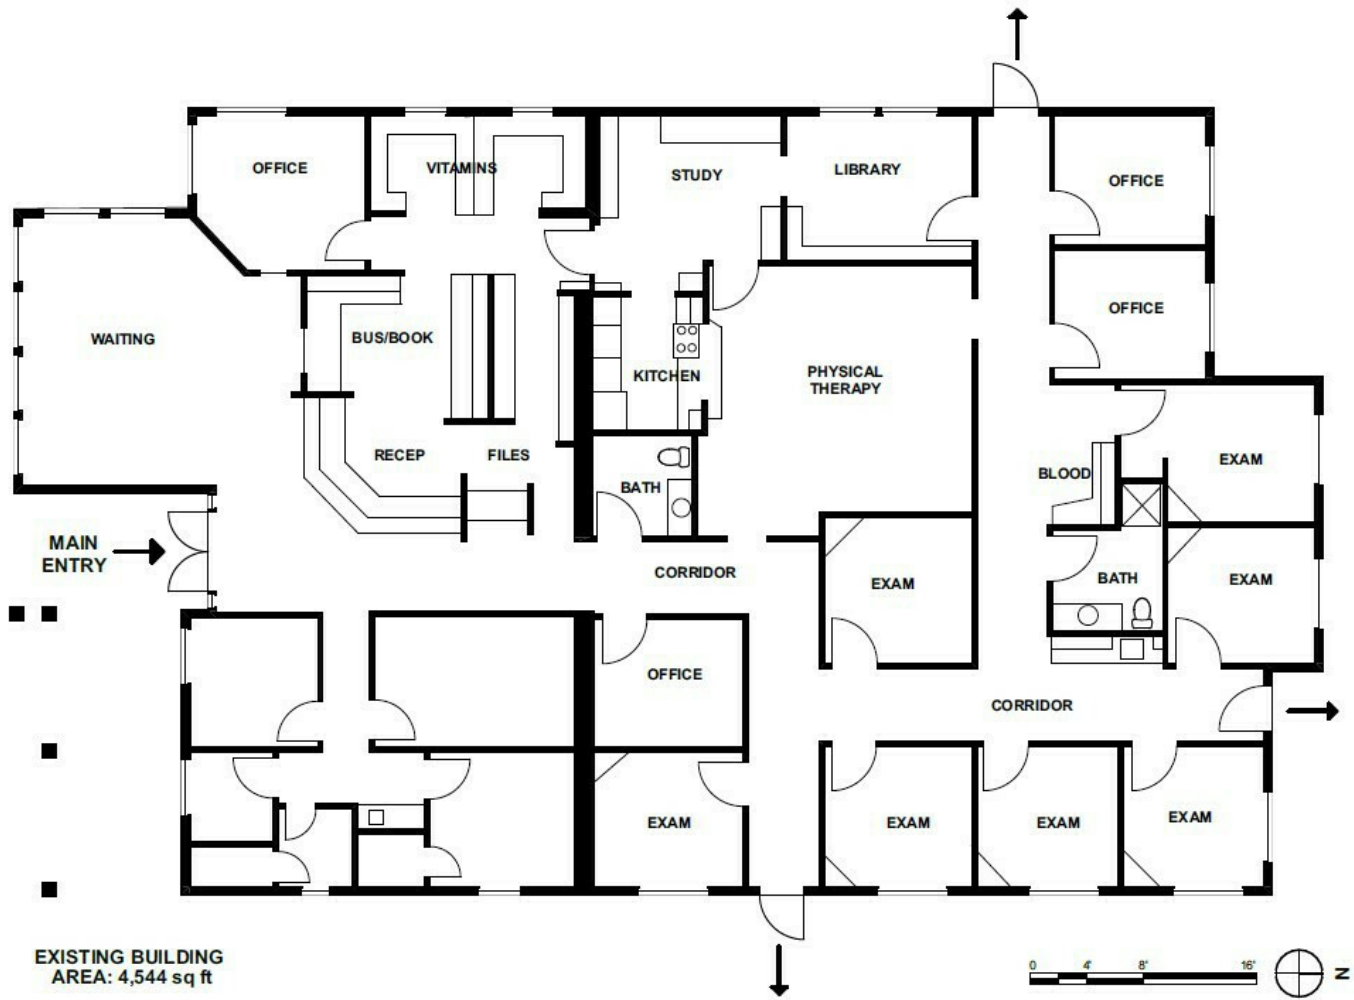 OFFICE
VITAMINS
STUDY
LIBRARY
OFFICE
OFFICE
WAITING
BUS/BOOK
KITCHEN
PHYSICAL
THERAPY
RECEP
FILES
BLOOD
EXAM
BATH
MAIN
ENTRY
CORRIDOR
EXAM
BATH
EXAM
OFFICE
CORRIDOR
EXAM
EXAM
EXAM
EXAM
EXISTING BUILDING
AREA: 4,544 sq ft
0 4' 8' 16'
N